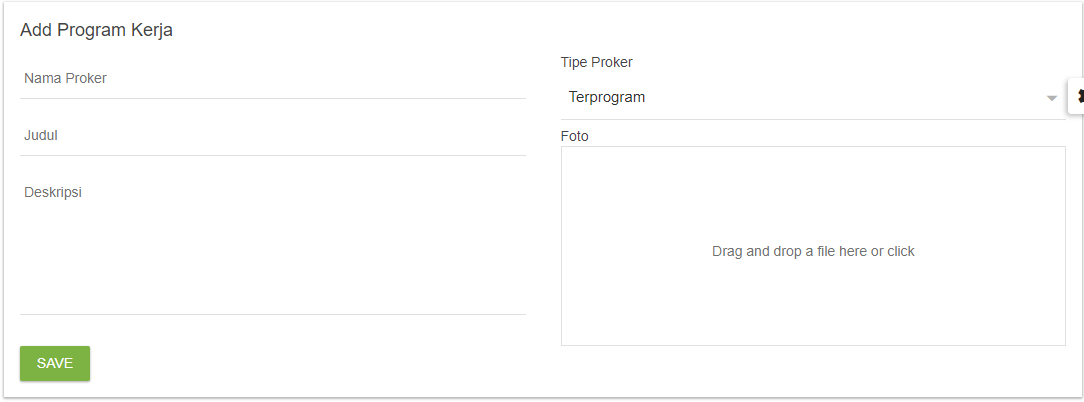 Add Program Kerja
Nama Proker
Judul
Deskripsi
SAVE
Tipe Proker
Terprogram
Foto
Drag and drop a file here or click